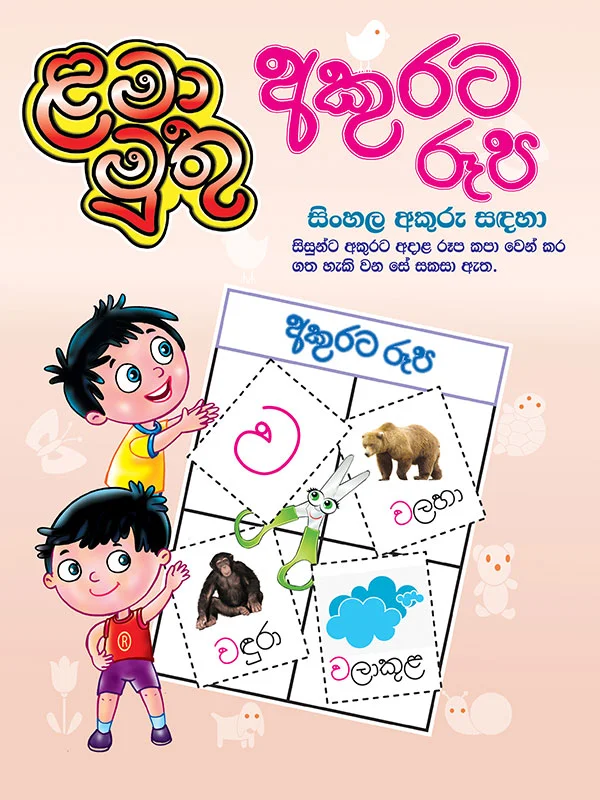 ළමා
මුතු
අකුරට
රූප
සිංහල අකුරු සඳහා
සිසුන්ට අකුරට අදාළ රූප කපා වෙන් කර
ගත හැකි වන සේ සකසා ඇත.
අකුරට රූප
ව
වලහා
වඳුරා
වලාකුළ
®